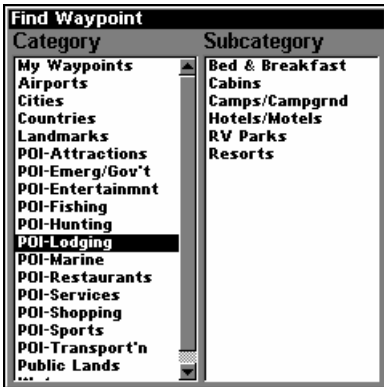 Find Waypoint
Category
My Waypoints
Airports
Cities
Countries
Landmarks
POI-Attractions
POI-Emerg/Gov't
POI-Entertainmnt
POI-Fishing
POI-Hunting
POI-Lodging
POI-Marine
POI-Restaurants
POI-Services
POI-Shopping
POI-Sports
POI-Transport'n
Public Lands
Subcategory
Bed & Breakfast
Cabins
Camps/Campgrnd
Hotels/Motels
RV Parks
Resorts